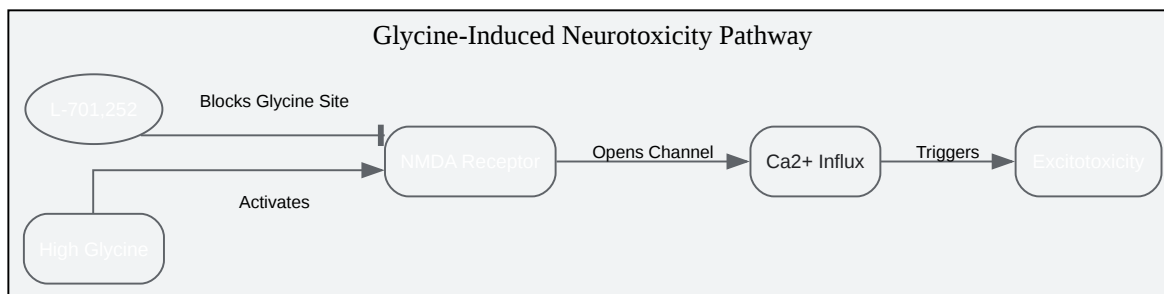 Glycine-Induced Neurotoxicity Pathway
L-701,252
Blocks Glycine Site
NMDA Receptor
Opens Channel
Ca2+ Influx
Triggers
Excitotoxicity
Activates
High Glycine